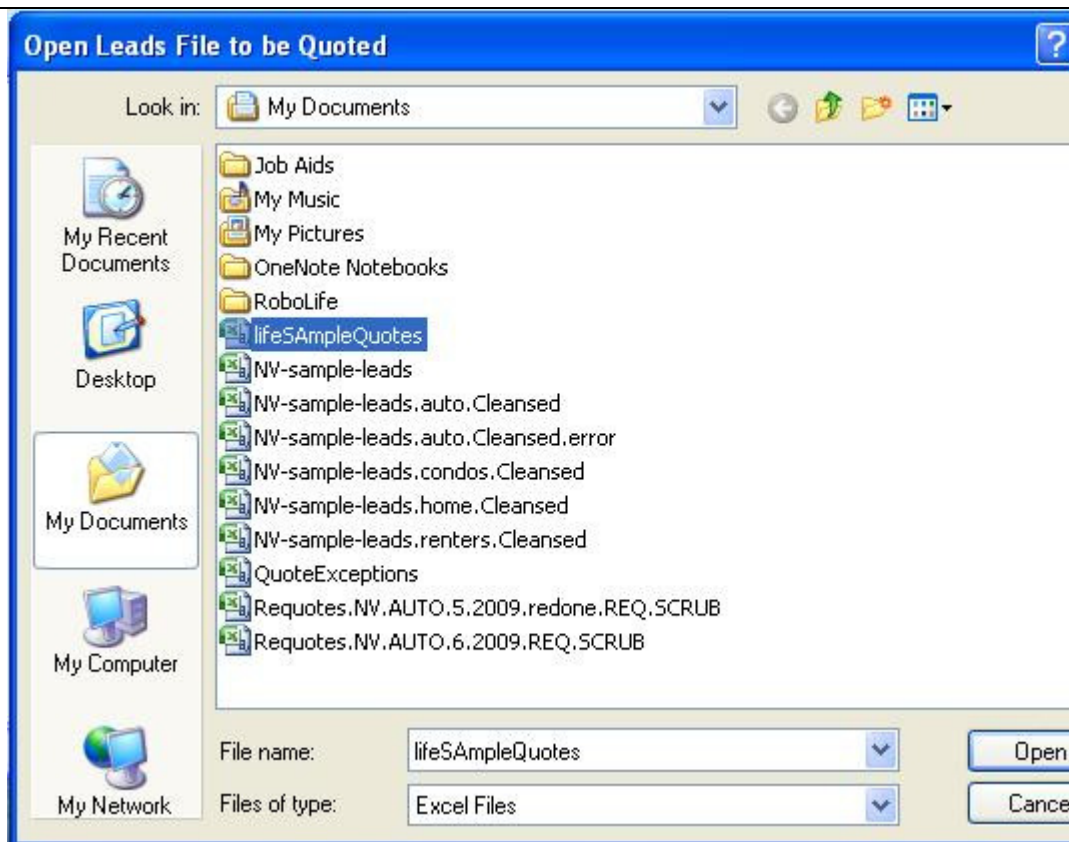 Open Leads File to be Quoted
?
Look in:
My Documents
My Recent
Documents
Desktop
My Documents
My Computer
My Network
Job Aids
My Music
My Pictures
OneNote Notebooks
RoboLife
lifeSAmpleQuotes
NV-sample-leads
NV-sample-leads.auto.Cleansed
NV-sample-leads.auto.Cleansed.error
NV-sample-leads.condos.Cleansed
NV-sample-leads.home.Cleansed
NV-sample-leads.renters.Cleansed
QuoteExceptions
Requotes.NV.AUTO.5.2009.redone.REQ.SCRUB
Requotes.NV.AUTO.6.2009.REQ.SCRUB
File name:
lifeSAmpleQuotes
Open
Files of type:
Excel Files
Cance